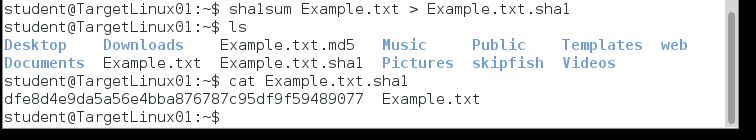 student@TargetLinux01:~$ sha1sum Example.txt > Example.txt.sha1
student@TargetLinux01:~$ ls
Desktop    Downloads    Example.txt.md5   Music     Public    Templates  web
Documents  Example.txt  Example.txt.sha1  Pictures  skipfish  Videos
student@TargetLinux01:~$ cat Example.txt.sha1
dfe8d4e9da5a56e4bba876787c95df9f59489077  Example.txt
student@TargetLinux01:~$